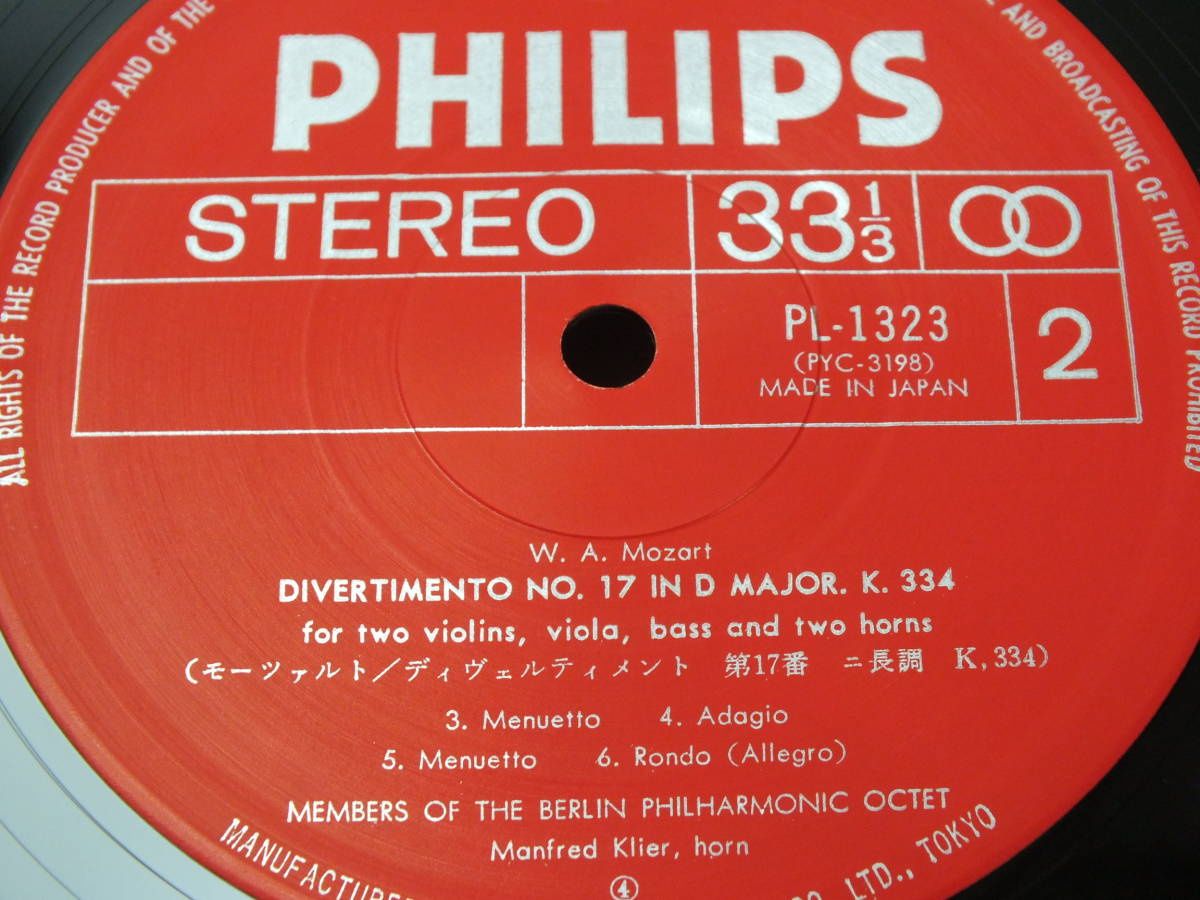 PHILIPS
STEREO 33 1/3
PL-1323
(PYC-3198)
MADE IN JAPAN
2
W. A. Mozart
DIVERTIMENTO NO. 17 IN D MAJOR. K. 334
for two violins, viola, bass and two horns
(モーツァルト/ディヴェルティメント 第17番 ニ長調 K,334)
3. Menuetto 4. Adagio
5. Menuetto 6. Rondo (Allegro)
MEMBERS OF THE BERLIN PHILHARMONIC OCTET
Manfred Klier, horn
④
ALL RIGHTS OF THE RECORD PRODUCER AND OF THE
AND BROADCASTING OF THIS RECORD PROHIBITED
MANUFACTURE
LTD., TOKYO